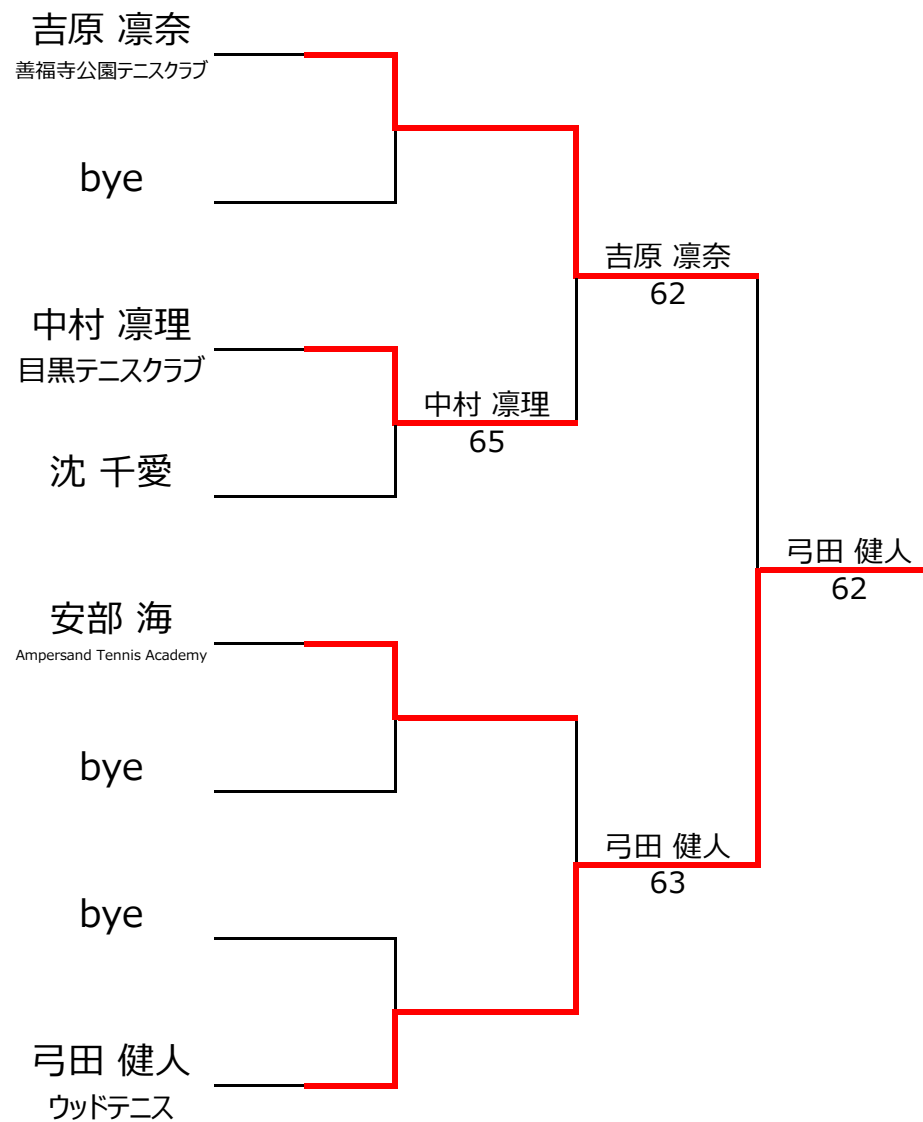 吉原 凛奈
善福寺公園テニスクラブ
bye
吉原 凛奈
62
中村 凛理
目黒テニスクラブ
中村 凛理
65
沈 千愛
弓田 健人
62
安部 海
Ampersand Tennis Academy
bye
弓田 健人
63
bye
弓田 健人
ウッドテニス